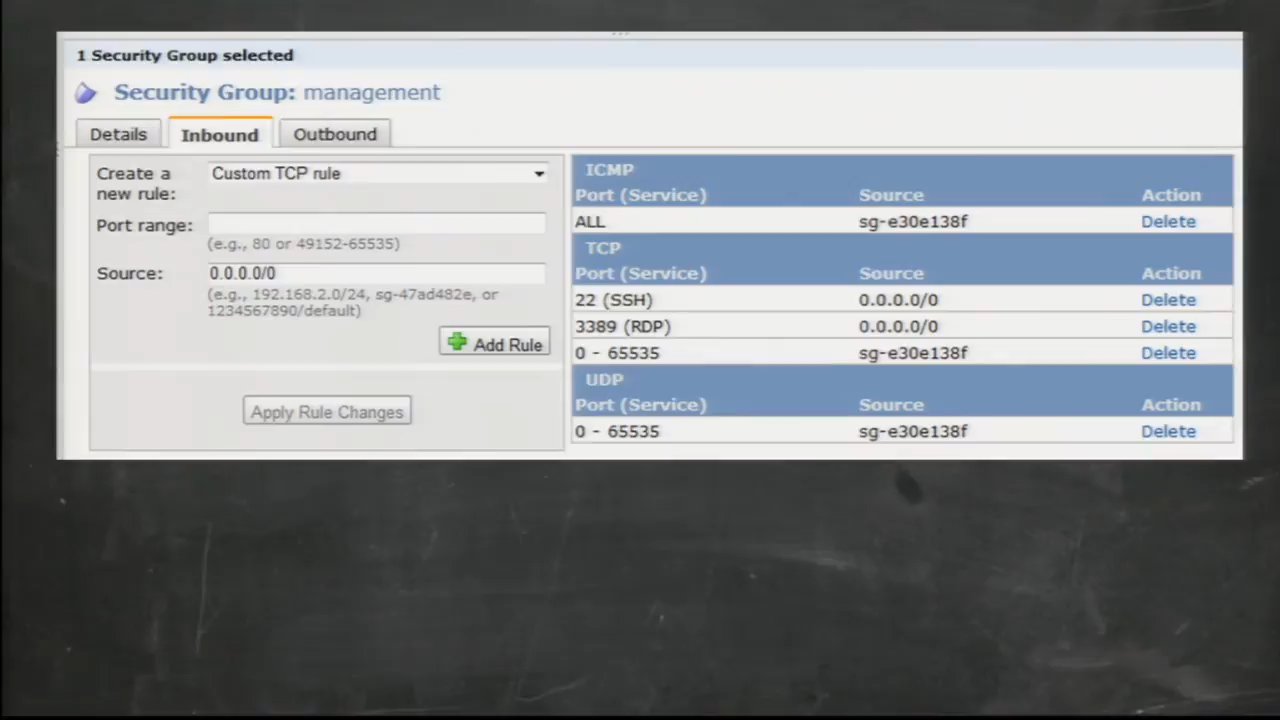 1 Security Group selected
Security Group: management
Details Inbound Outbound
Create a new rule: Custom TCP rule
Port range:
(e.g., 80 or 49152-65535)
Source: 0.0.0.0/0
(e.g., 192.168.2.0/24, sg-47ad482e, or
1234567890/default)
Add Rule
Apply Rule Changes
ICMP
Port (Service) Source Action
ALL sg-e30e138f Delete
TCP
Port (Service) Source Action
22 (SSH) 0.0.0.0/0 Delete
3389 (RDP) 0.0.0.0/0 Delete
0 - 65535 sg-e30e138f Delete
UDP
Port (Service) Source Action
0 - 65535 sg-e30e138f Delete